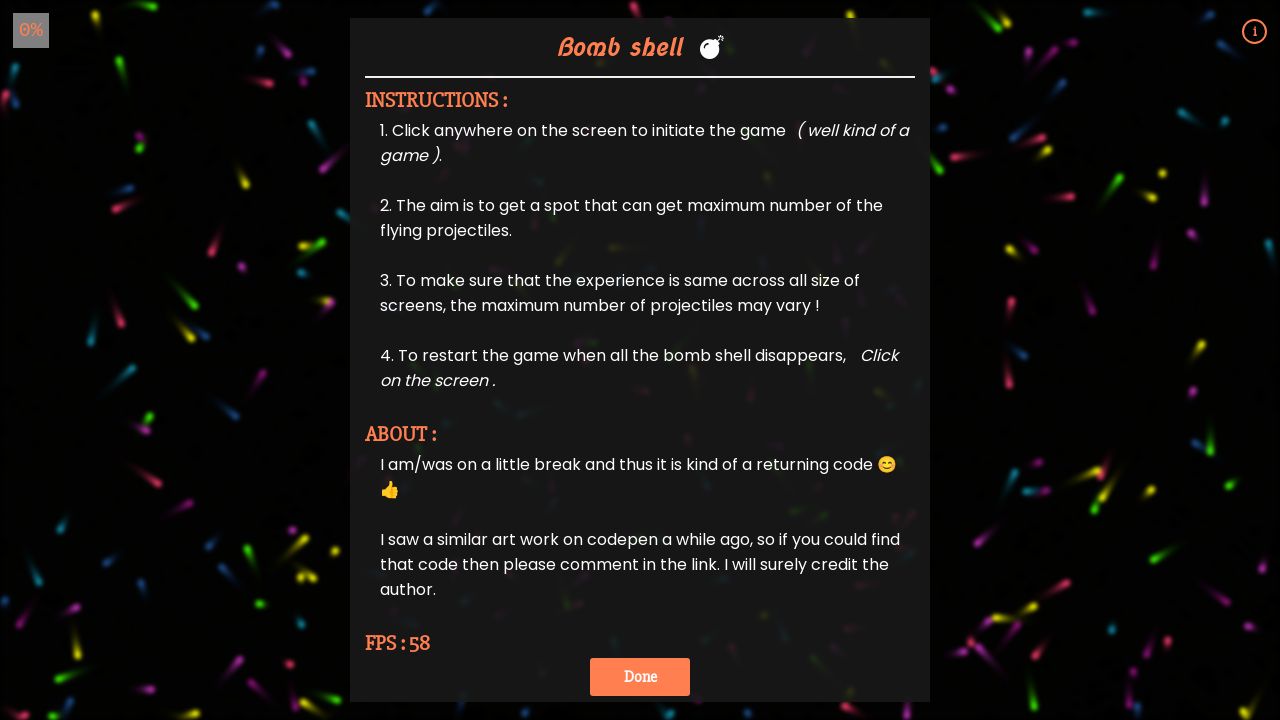 0%
i
Bomb shell 💣
INSTRUCTIONS :
1. Click anywhere on the screen to initiate the game ( well kind of a
game ).
2. The aim is to get a spot that can get maximum number of the
flying projectiles.
3. To make sure that the experience is same across all size of
screens, the maximum number of projectiles may vary !
4. To restart the game when all the bomb shell disappears, Click
on the screen .
ABOUT :
I am/was on a little break and thus it is kind of a returning code 😊
👍
I saw a similar art work on codepen a while ago, so if you could find
that code then please comment in the link. I will surely credit the
author.
FPS : 58
Done